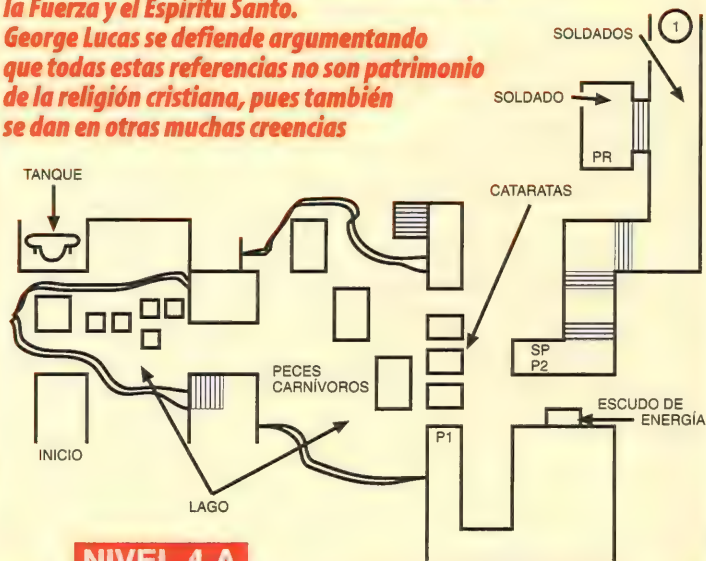 la Fuerza y el Espíritu Santo.
George Lucas se defiende argumentando
que todas estas referencias no son patrimonio
de la religión cristiana, pues también
se dan en otras muchas creencias
SOLDADOS
1
SOLDADO
PR
TANQUE
CATARATAS
SP
P2
PECES
CARNÍVOROS
ESCUDO DE
ENERGÍA
P1
INICIO
LAGO
NIVEL 4 A